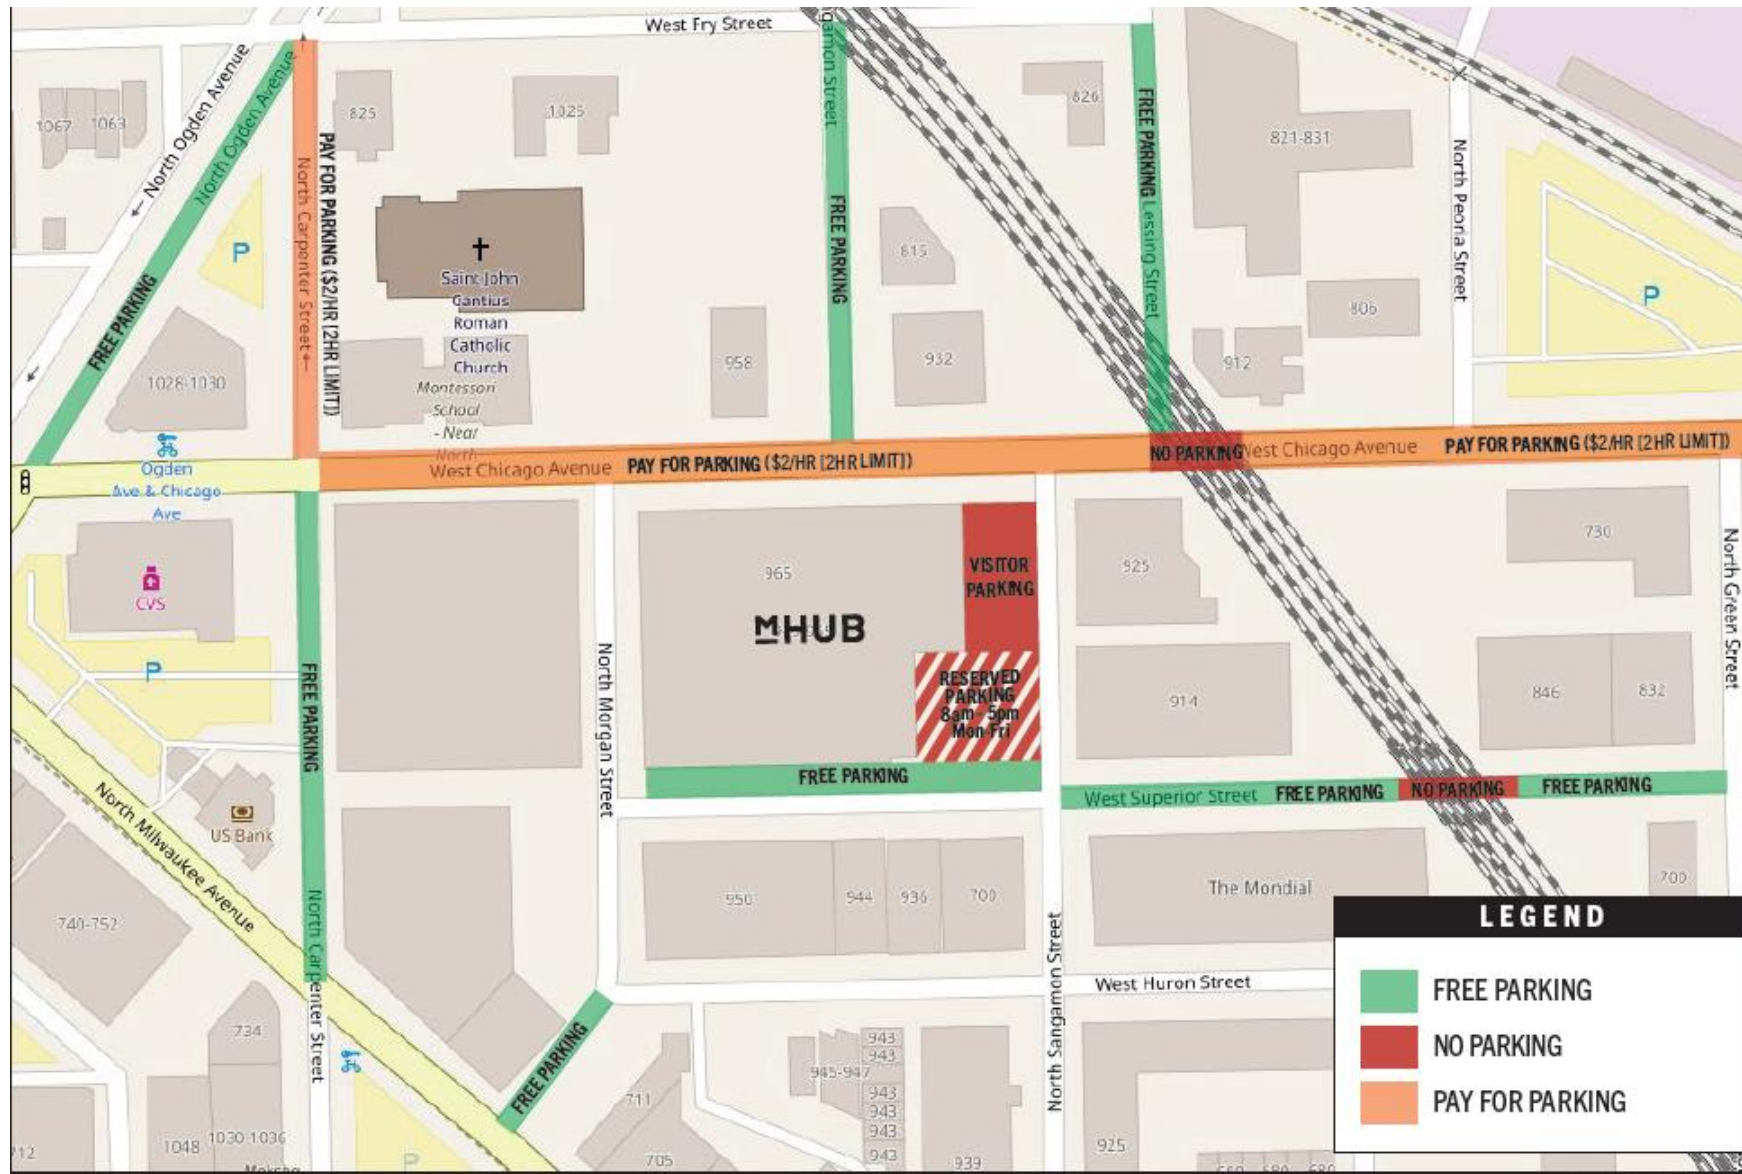 West Fry Street
gamon Street
North Ogden Avenue
North Ogden Avenue
FREE PARKING
1067
1063
825
1025
826
821-831
North Carpenter Street
PAY FOR PARKING ($2/HR [2HR LIMIT])
P
Saint John
Cantius
Roman
Catholic
Church
Montessori
School
- Near
North
FREE PARKING
815
FREE PARKING
Lessing Street
North Peoria Street
P
806
1028-1030
958
932
912
Ogden
Ave & Chicago
Ave
West Chicago Avenue
PAY FOR PARKING ($2/HR [2HR LIMIT])
NO PARKING
West Chicago Avenue
PAY FOR PARKING ($2/HR [2HR LIMIT])
CVS
P
FREE PARKING
North Carpenter Street
North Morgan Street
965
MHUB
VISITOR
PARKING
RESERVED
PARKING
8am - 5pm
Mon-Fri
FREE PARKING
925
914
730
846
832
North Green Street
West Superior Street
FREE PARKING
NO PARKING
FREE PARKING
US Bank
North Milwaukee Avenue
740-752
950
944
936
700
The Mondial
700
North Sangamon Street
West Huron Street
734
1048
1030-1036
712
P
FREE PARKING
711
705
945-947
943
943
943
943
943
943
939
925
LEGEND
FREE PARKING
NO PARKING
PAY FOR PARKING